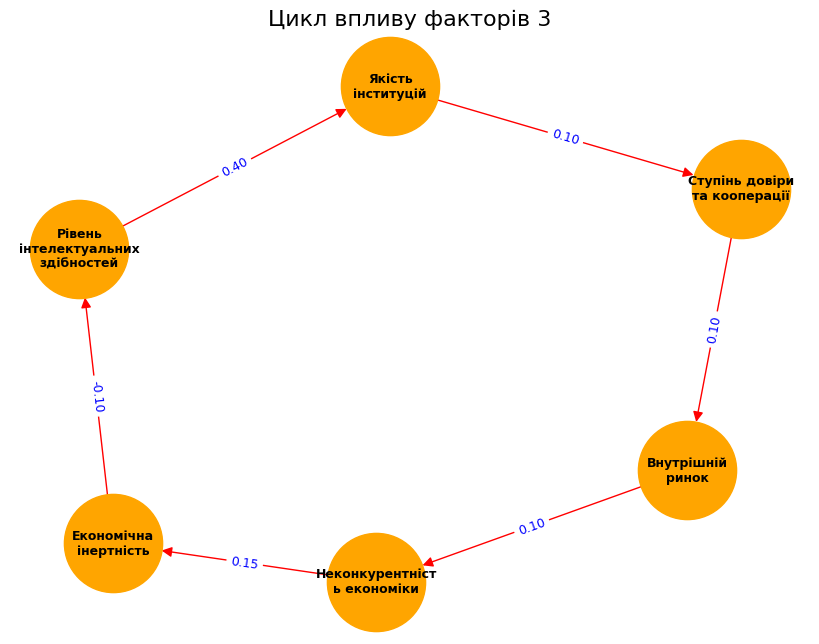 Цикл впливу факторів 3
Якість
інституцій
0.10
0.40
Ступінь довіри
та кооперації
Рівень
інтелектуальних
здібностей
0.10
-0.10
Внутрішній
ринок
0.10
Економічна
інертність
0.15
Неконкурентніст
ь економіки